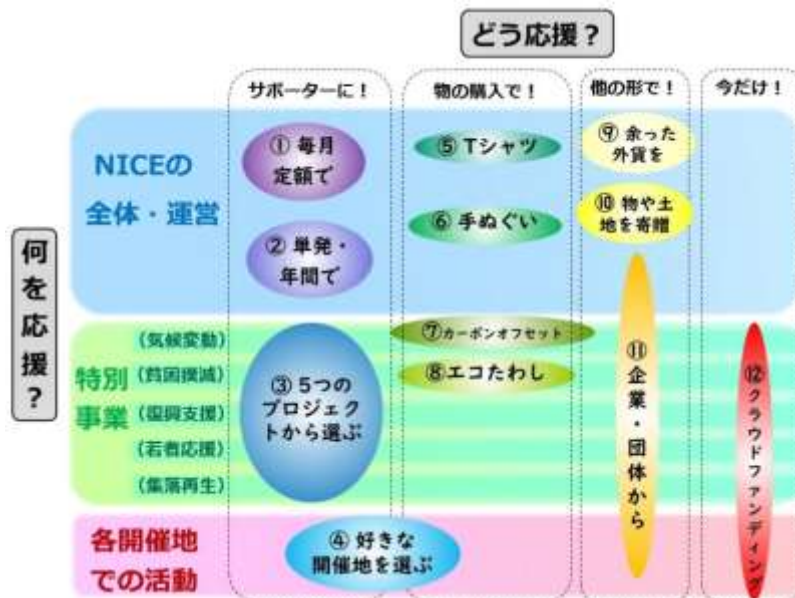 どう応援？
サポーターに！
物の購入で！
他の形で！
今だけ！
何を応援？
NICEの
全体・運営
① 毎月
定額で
② 単発・
年間で
⑤ Tシャツ
⑥ 手ぬぐい
⑨ 余った
外貨を
⑩ 物や土
地を寄贈
特別
事業
（気候変動）
（貧困撲滅）
（復興支援）
（若者応援）
（集落再生）
③ 5つの
プロジェク
トから選ぶ
⑦カーボンオフセット
⑧エコたわし
⑪企業・団体から
⑫クラウドファンディング
各開催地
での活動
④ 好きな
開催地を選ぶ